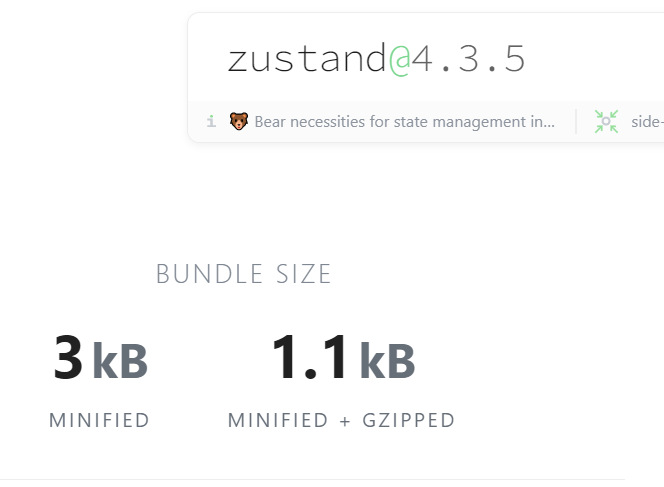 zustand@4.3.5
i 🐻 Bear necessities for state management in... side-
BUNDLE SIZE
3 kB 1.1 kB
MINIFIED MINIFIED + GZIPPED